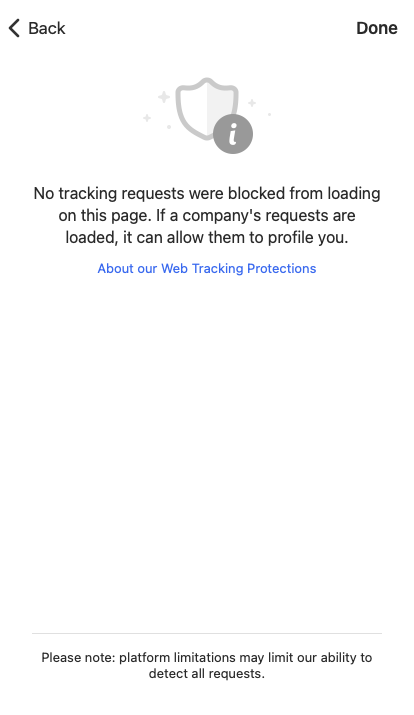 Back
Done
No tracking requests were blocked from loading
on this page. If a company's requests are
loaded, it can allow them to profile you.
About our Web Tracking Protections
Please note: platform limitations may limit our ability to
detect all requests.